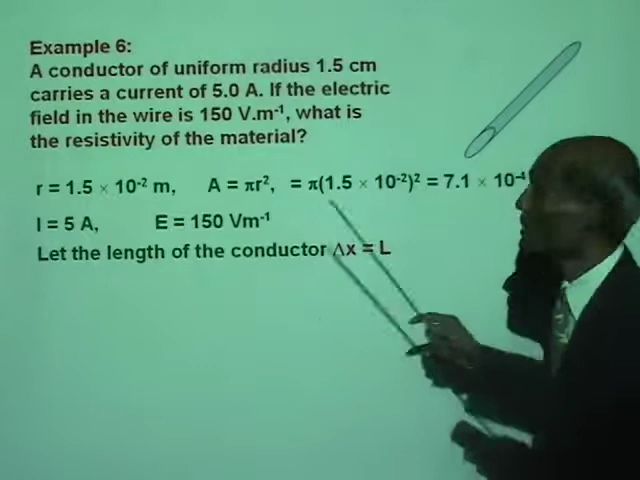 Example 6:
A conductor of uniform radius 1.5 cm
carries a current of 5.0 A. If the electric
field in the wire is 150 V.m⁻¹, what is
the resistivity of the material?
r = 1.5 × 10⁻² m, A = πr², = π(1.5 × 10⁻²)² = 7.1 × 10⁻⁴
I = 5 A, E = 150 Vm⁻¹
Let the length of the conductor Δx = L